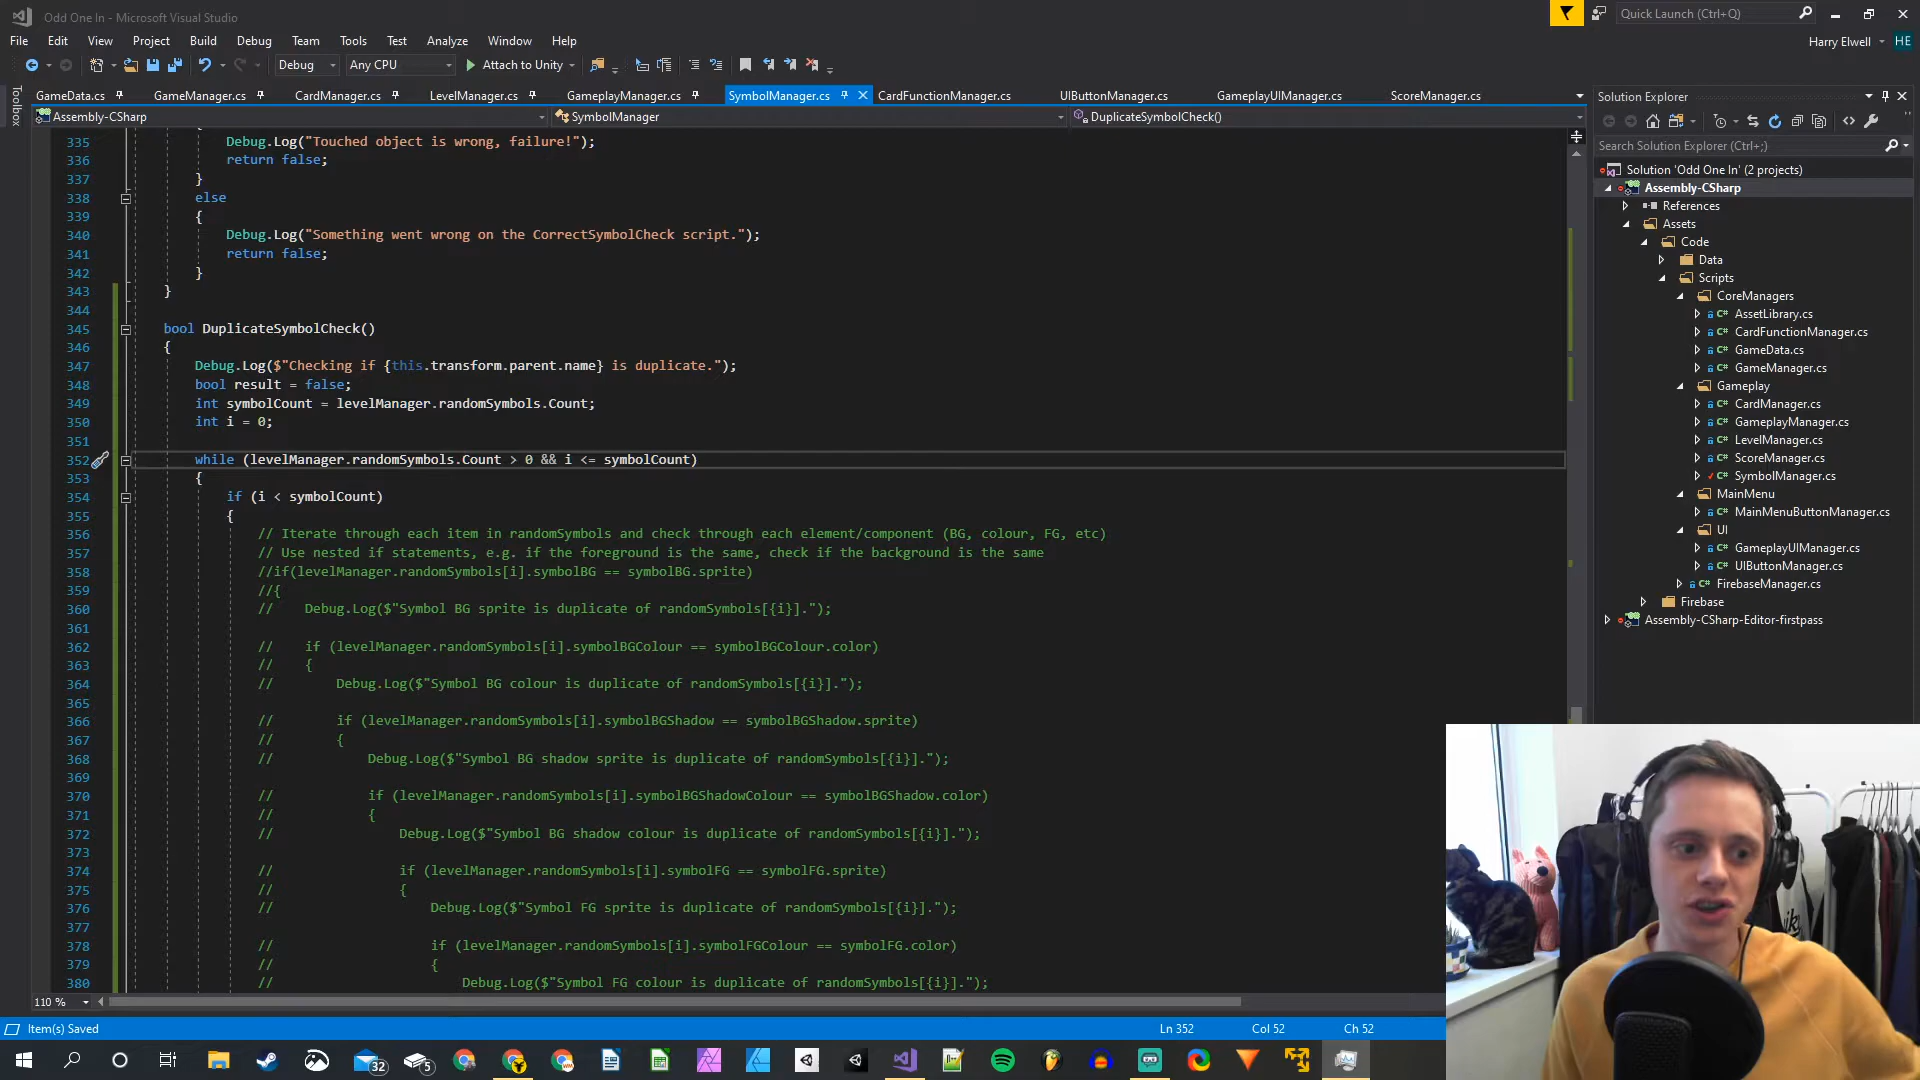 Odd One In - Microsoft Visual Studio
Quick Launch (Ctrl+Q)
File Edit View Project Build Debug Team Tools Test Analyze Window Help
Harry Elwell HE
Debug Any CPU Attach to Unity
Toolbox
GameData.cs GameManager.cs CardManager.cs LevelManager.cs GameplayManager.cs SymbolManager.cs CardFunctionManager.cs UIButtonManager.cs GameplayUIManager.cs ScoreManager.cs
Assembly-CSharp SymbolManager DuplicateSymbolCheck()
335 Debug.Log("Touched object is wrong, failure!");
336 return false;
337 }
338 else
339 {
340 Debug.Log("Something went wrong on the CorrectSymbolCheck script.");
341 return false;
342 }
343 }
344
345 bool DuplicateSymbolCheck()
346 {
347 Debug.Log($"Checking if {this.transform.parent.name} is duplicate.");
348 bool result = false;
349 int symbolCount = levelManager.randomSymbols.Count;
350 int i = 0;
351
352 while (levelManager.randomSymbols.Count > 0 && i <= symbolCount)
353 {
354 if (i < symbolCount)
355 {
356 // Iterate through each item in randomSymbols and check through each element/component (BG, colour, FG, etc)
357 // Use nested if statements, e.g. if the foreground is the same, check if the background is the same
358 //if(levelManager.randomSymbols[i].symbolBG == symbolBG.sprite)
359 //{
360 // Debug.Log($"Symbol BG sprite is duplicate of randomSymbols[{i}].");
361
362 // if (levelManager.randomSymbols[i].symbolBGColour == symbolBGColour.color)
363 // {
364 // Debug.Log($"Symbol BG colour is duplicate of randomSymbols[{i}].");
365
366 // if (levelManager.randomSymbols[i].symbolBGShadow == symbolBGShadow.sprite)
367 // {
368 // Debug.Log($"Symbol BG shadow sprite is duplicate of randomSymbols[{i}].");
369
370 // if (levelManager.randomSymbols[i].symbolBGShadowColour == symbolBGShadow.color)
371 // {
372 // Debug.Log($"Symbol BG shadow colour is duplicate of randomSymbols[{i}].");
373
374 // if (levelManager.randomSymbols[i].symbolFG == symbolFG.sprite)
375 // {
376 // Debug.Log($"Symbol FG sprite is duplicate of randomSymbols[{i}].");
377
378 // if (levelManager.randomSymbols[i].symbolFGColour == symbolFG.color)
379 // {
380 // Debug.Log($"Symbol FG colour is duplicate of randomSymbols[{i}].");
110 %
Item(s) Saved Ln 352 Col 52 Ch 52
Solution Explorer
Search Solution Explorer (Ctrl+;)
Solution 'Odd One In' (2 projects)
Assembly-CSharp
References
Assets
Code
Data
Scripts
CoreManagers
AssetLibrary.cs
CardFunctionManager.cs
GameData.cs
GameManager.cs
Gameplay
CardManager.cs
GameplayManager.cs
LevelManager.cs
ScoreManager.cs
SymbolManager.cs
MainMenu
MainMenuButtonManager.cs
UI
GameplayUIManager.cs
UIButtonManager.cs
FirebaseManager.cs
Firebase
Assembly-CSharp-Editor-firstpass
32
5